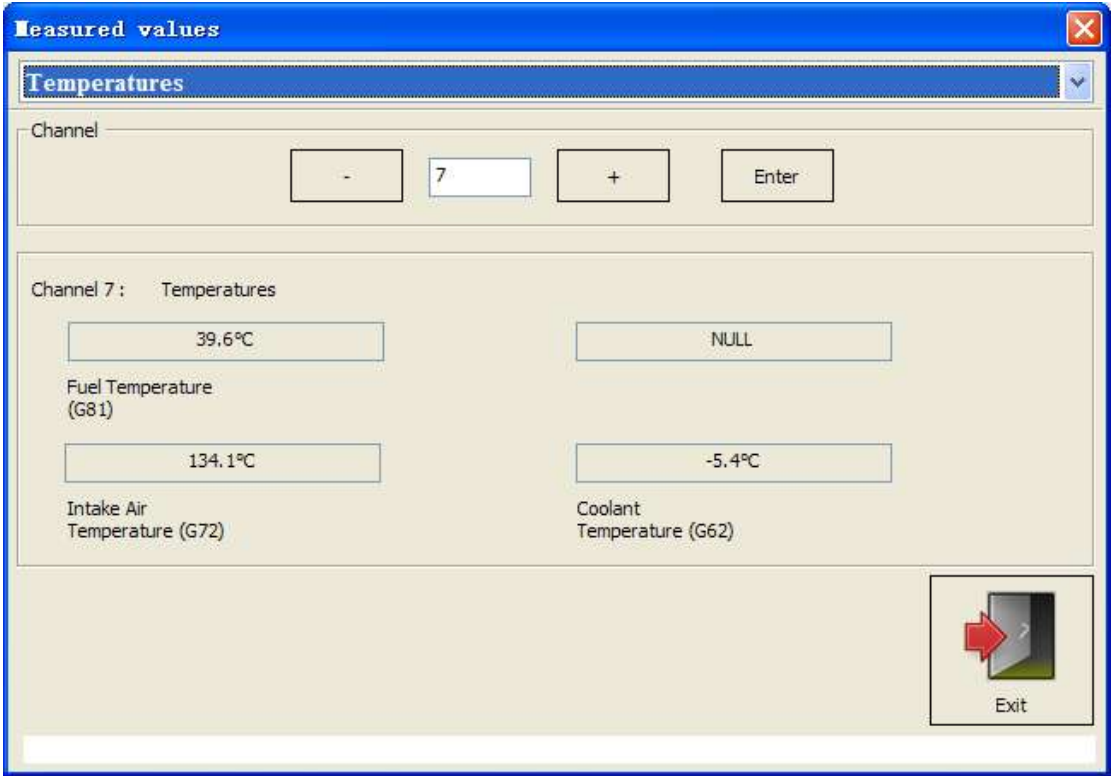 Measured values
Temperatures
Channel
- 7 + Enter
Channel 7 : Temperatures
39.6°C NULL
Fuel Temperature
(G81)
134.1°C -5.4°C
Intake Air Coolant
Temperature (G72) Temperature (G62)
Exit